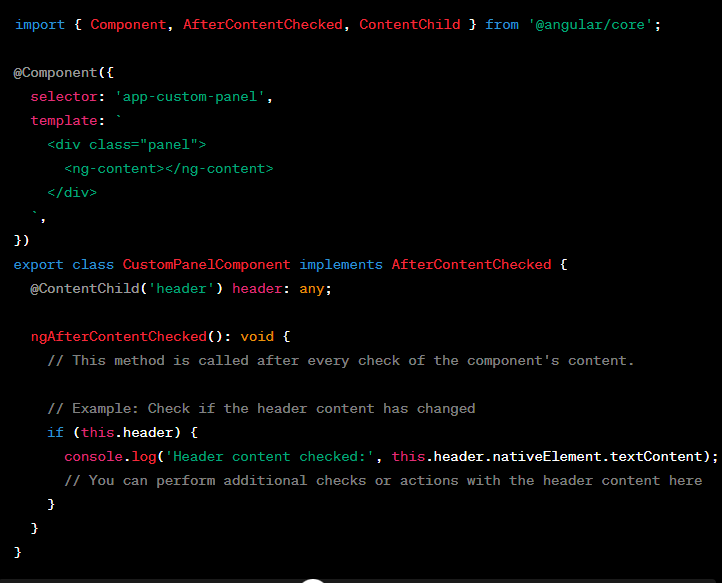 import { Component, AfterContentChecked, ContentChild } from '@angular/core';
@Component({
selector: 'app-custom-panel',
template: `
<div class="panel">
<ng-content></ng-content>
</div>
`,
})
export class CustomPanelComponent implements AfterContentChecked {
@ContentChild('header') header: any;
ngAfterContentChecked(): void {
// This method is called after every check of the component's content.
// Example: Check if the header content has changed
if (this.header) {
console.log('Header content checked:', this.header.nativeElement.textContent);
// You can perform additional checks or actions with the header content here
}
}
}